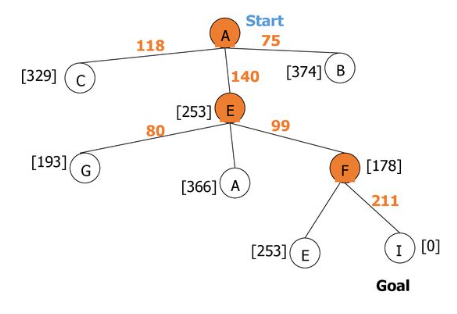 Start
A
118
75
[329] C
140
[374] B
[253] E
80
99
[193] G
[366] A
F [178]
211
[253] E
I [0]
Goal